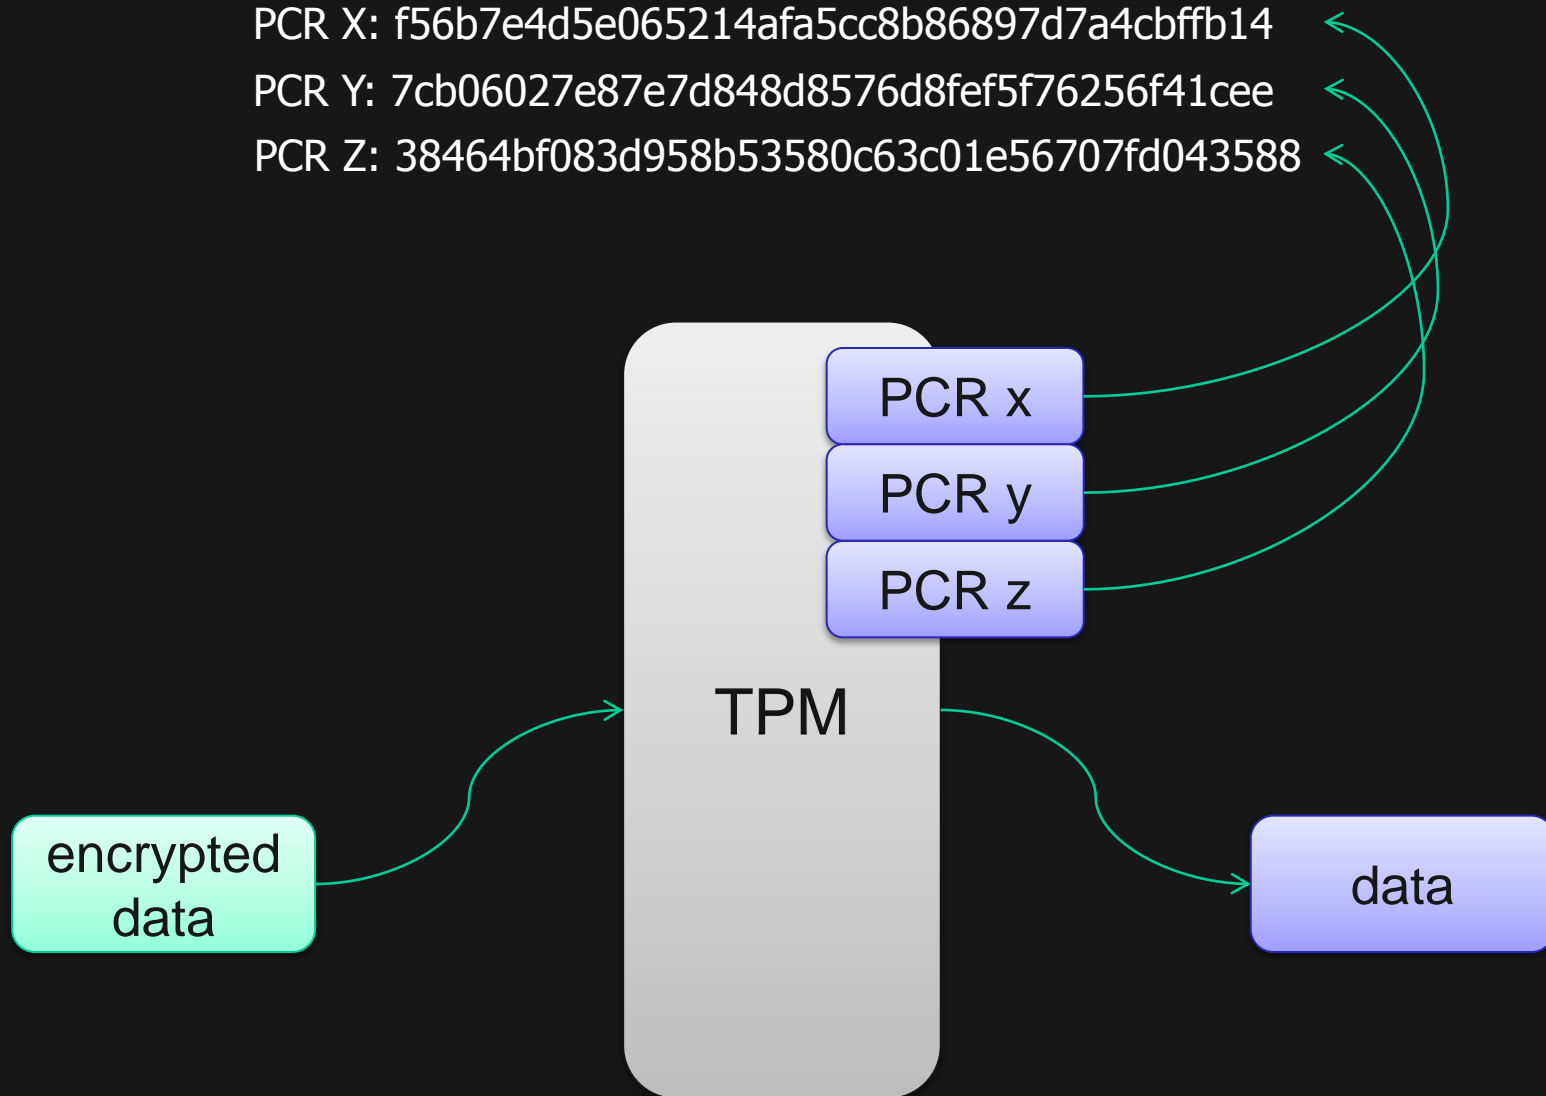 PCR X: f56b7e4d5e065214afa5cc8b86897d7a4cbffb14
PCR Y: 7cb06027e87e7d848d8576d8fef5f76256f41cee
PCR Z: 38464bf083d958b53580c63c01e56707fd043588
PCR x
PCR y
PCR z
TPM
encrypted
data
data